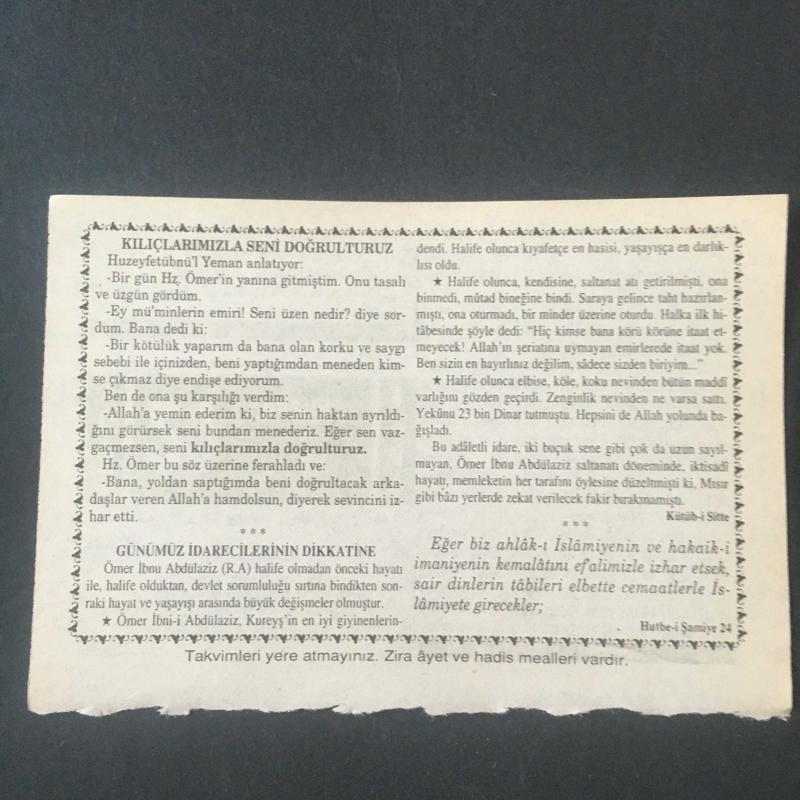 KILIÇLARIMIZLA SENİ DOĞRULTURUZ
Huzeyfetübnü'l Yeman anlatıyor:
-Bir gün Hz. Ömer'in yanına gitmiştim. Onu tasalı
ve üzgün gördüm.
-Ey mü'minlerin emiri! Seni üzen nedir? diye sor-
dum. Bana dedi ki:
-Bir kötülük yaparım da bana olan korku ve saygı
sebebi ile içinizden, beni yaptığımdan meneden kim-
se çıkmaz diye endişe ediyorum.
Ben de ona şu karşılığı verdim:
-Allah'a yemin ederim ki, biz senin haktan ayrıldı-
ğını görürsek seni bundan menederiz. Eğer sen vaz-
gaçmezsen, seni kılıçlarımızla doğrulturuz.
Hz. Ömer bu söz üzerine ferahladı ve:
-Bana, yoldan saptığımda beni doğrultacak arka-
daşlar veren Allah'a hamdolsun, diyerek sevincini iz-
har etti.
* * *
GÜNÜMÜZ İDARECİLERİNİN DİKKATİNE
Ömer İbnu Abdülaziz (R.A) halife olmadan önceki hayatı
ile, halife olduktan, devlet sorumluluğu sırtına bindikten son-
raki hayat ve yaşayışı arasında büyük değişmeler olmuştur.
★ Ömer İbni-i Abdülaziz, Kureyş'in en iyi giyinenlerin-
dendi. Halife olunca kıyafetçe en hasisi, yaşayışça en darlık-
lısı oldu.
★ Halife olunca, kendisine, saltanat atı getirilmişti, ona
binmedi, mûtad bineğine bindi. Saraya gelince taht hazırlan-
mıştı, ona oturmadı, bir minder üzerine oturdu. Halka ilk hi-
tâbesinde şöyle dedi: "Hiç kimse bana körü körüne itaat et-
meyecek! Allah'ın şeriatına uymayan emirlerede itaat yok.
Ben sizin en hayırlınız değilim, sâdece sizden biriyim..."
★ Halife olunca elbise, köle, koku nevinden bütün maddî
varlığını gözden geçirdi. Zenginlik nevinden ne varsa sattı.
Yekûnu 23 bin Dinar tutmuştu. Hepsini de Allah yolunda ba-
ğışladı.
Bu adâletli idare, iki buçuk sene gibi çok da uzun sayıl-
mayan, Ömer İbnu Abdülaziz saltanatı döneminde, iktisadî
hayatı, memleketin her tarafını öylesine düzeltmişti ki, Mısır
gibi bâzı yerlerde zekat verilecek fakir bırakmamıştı.
Kütüb-i Sitte
* * *
Eğer biz ahlâk-ı İslâmiyenin ve hakaik-i
imaniyenin kemalâtını efalimizle izhar etsek,
sair dinlerin tâbileri elbette cemaatlerle İs-
lâmiyete girecekler;
Hutbe-i Şamiye 24
Takvimleri yere atmayınız. Zira âyet ve hadis mealleri vardır.